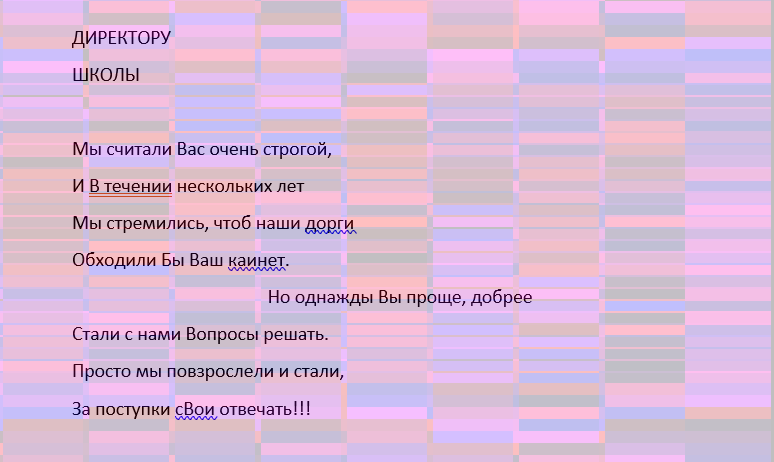 ДИРЕКТОРУ
ШКОЛЫ
Мы считали Вас очень строгой,
И В течении нескольких лет
Мы стремились, чтоб наши дорги
Обходили Бы Ваш каинет.
Но однажды Вы проще, добрее
Стали с нами Вопросы решать.
Просто мы повзрослели и стали,
За поступки сВои отвечать!!!